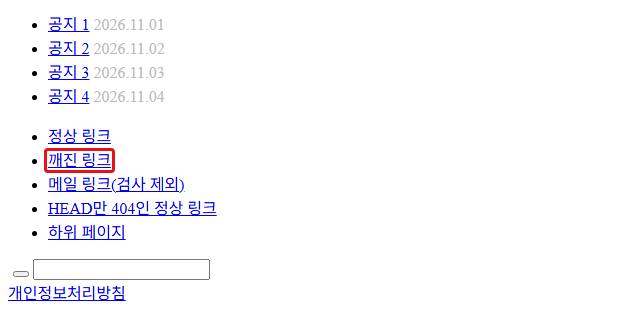 공지 1 2026.11.01
공지 2 2026.11.02
공지 3 2026.11.03
공지 4 2026.11.04
정상 링크
깨진 링크
메일 링크(검사 제외)
HEAD만 404인 정상 링크
하위 페이지
개인정보처리방침